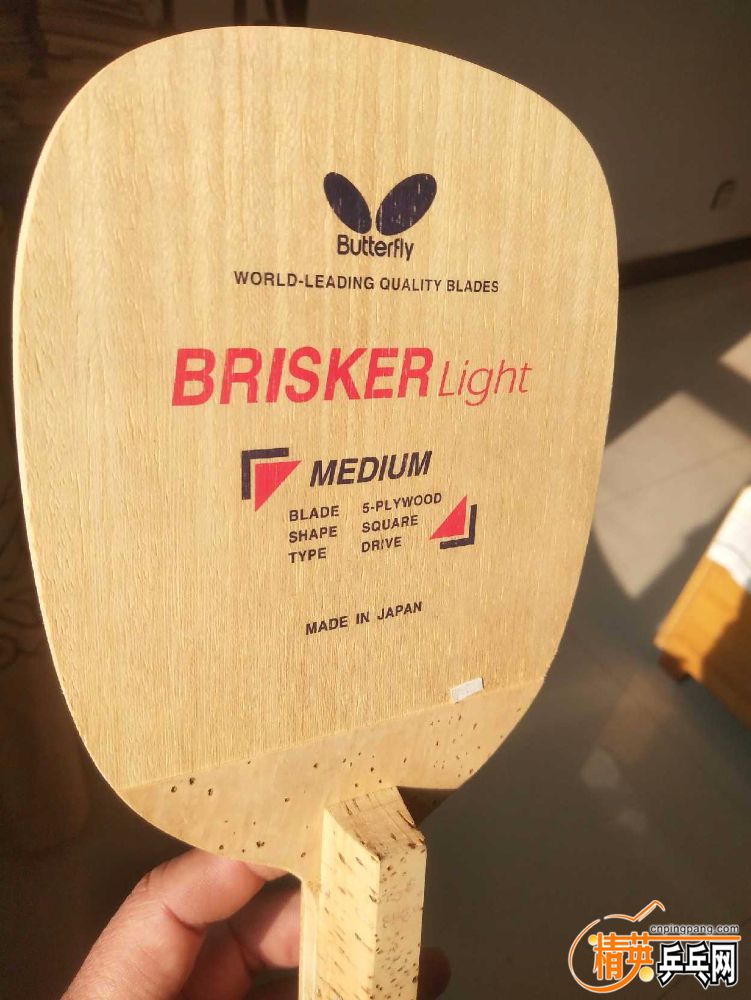 Butterfly
WORLD-LEADING QUALITY BLADES
BRISKER Light
MEDIUM
BLADE 5-PLYWOOD
SHAPE SQUARE
TYPE DRIVE
MADE IN JAPAN
cnpingpang.com
精英乒乓网